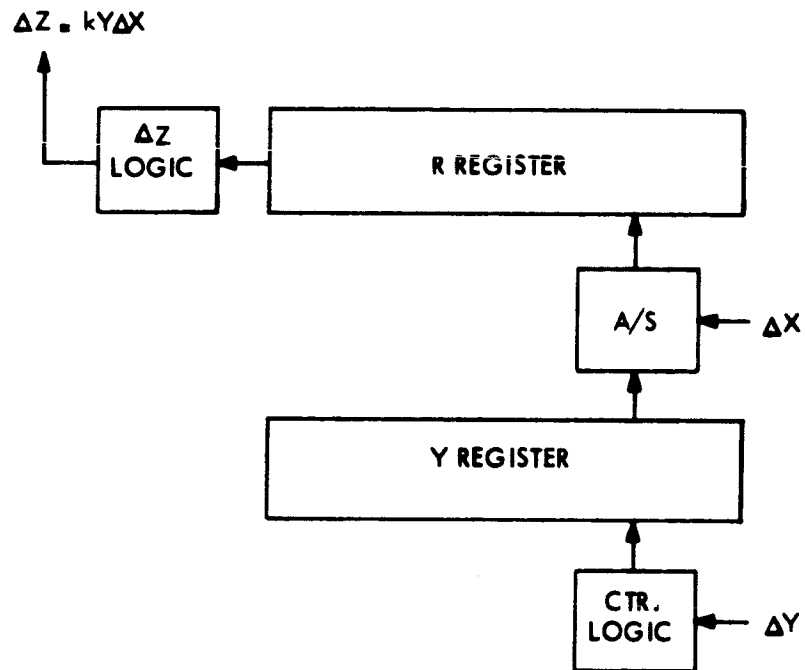 ΔZ = kYΔX
ΔZ
LOGIC
R REGISTER
A/S
ΔX
Y REGISTER
CTR.
LOGIC
ΔY